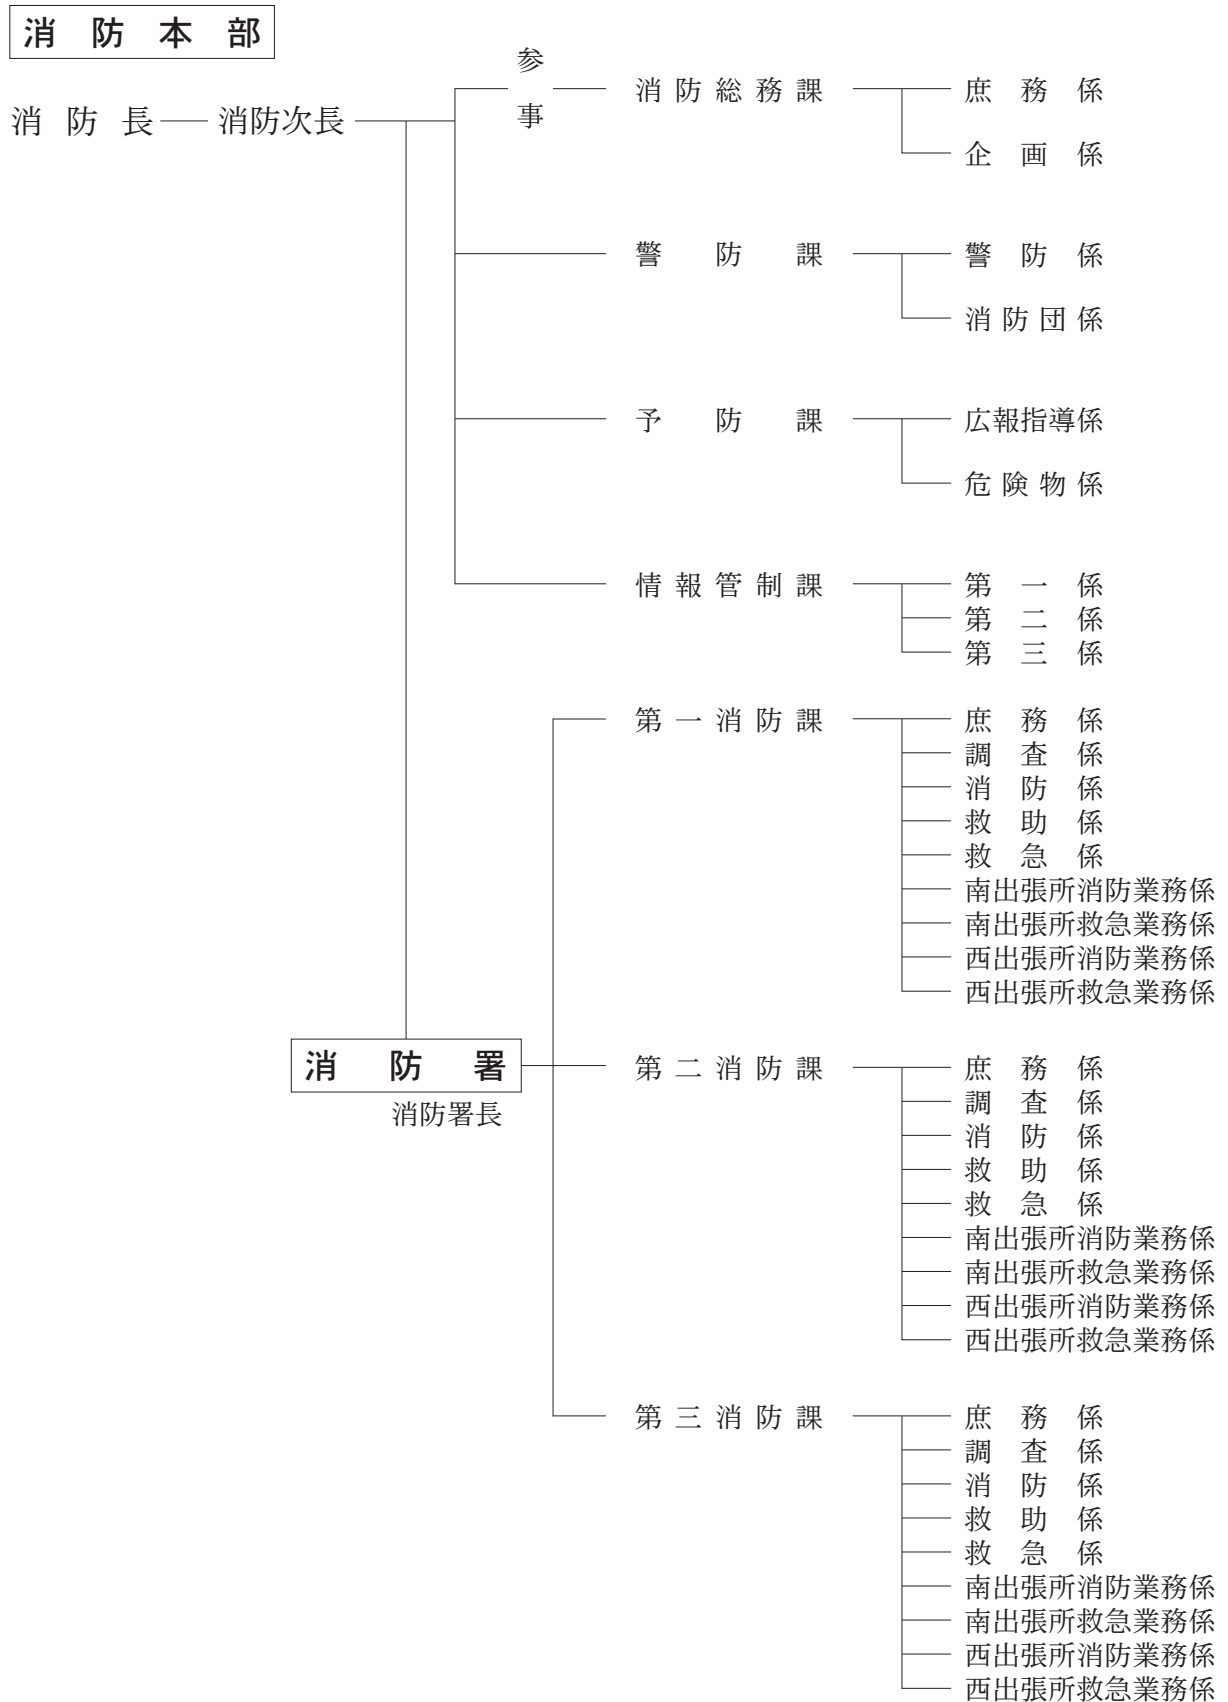 消防本部
消防長 消防次長
参事 消防総務課 庶務係
企画係
警防課 警防係
消防団係
予防課 広報指導係
危険物係
情報管制課 第一係
第二係
第三係
第一消防課 庶務係
調査係
消防係
救助係
救急係
南出張所消防業務係
南出張所救急業務係
西出張所消防業務係
西出張所救急業務係
消防署 第二消防課 庶務係
消防署長 調査係
消防係
救助係
救急係
南出張所消防業務係
南出張所救急業務係
西出張所消防業務係
西出張所救急業務係
第三消防課 庶務係
調査係
消防係
救助係
救急係
南出張所消防業務係
南出張所救急業務係
西出張所消防業務係
西出張所救急業務係